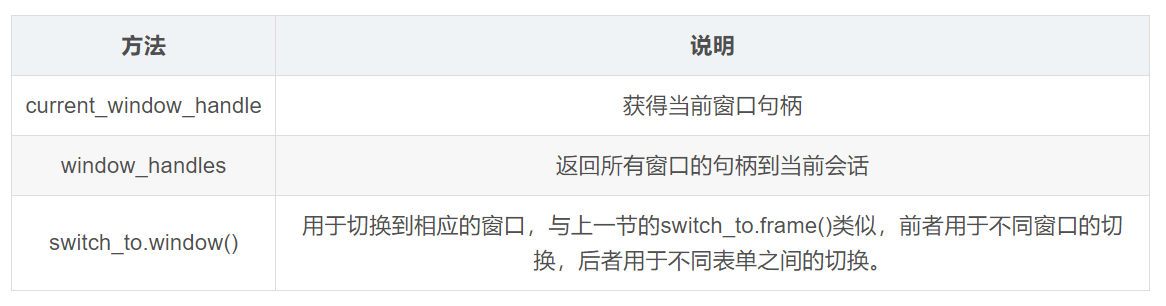 方法
说明
current_window_handle
获得当前窗口句柄
window_handles
返回所有窗口的句柄到当前会话
switch_to.window()
用于切换到相应的窗口，与上一节的switch_to.frame()类似，前者用于不同窗口的切
换，后者用于不同表单之间的切换。